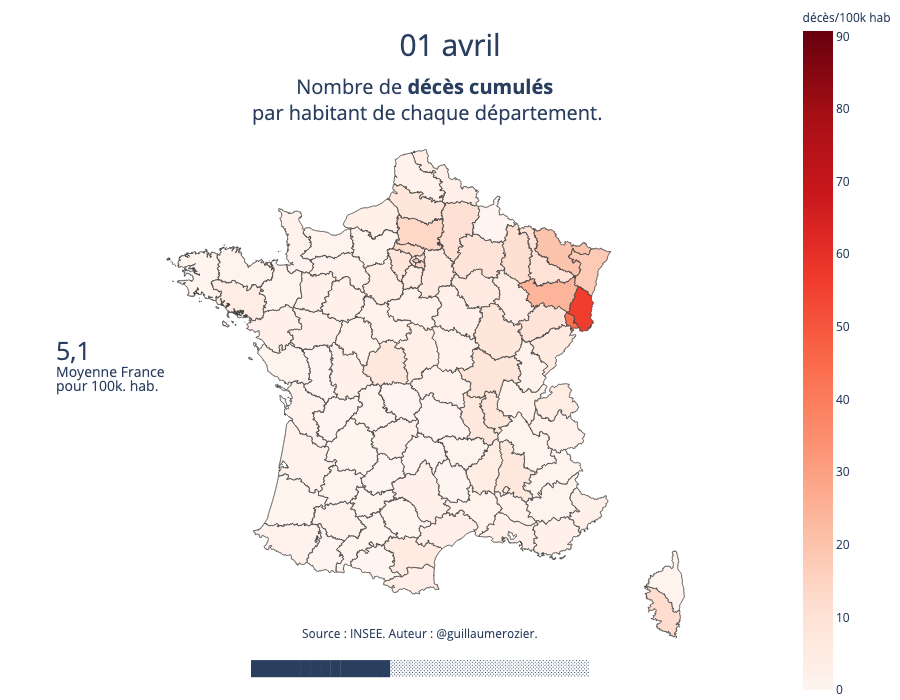 décès/100k hab
01 avril
Nombre de décès cumulés
par habitant de chaque département.
90
80
70
60
50
40
30
20
10
0
5,1
Moyenne France
pour 100k. hab.
Source : INSEE. Auteur : @guillaumerozier.